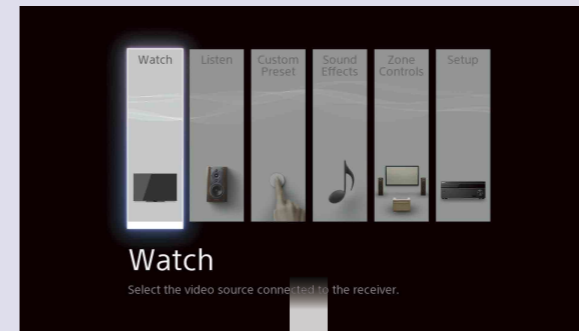 Watch
Listen
Custom
Preset
Sound
Effects
Zone
Controls
Setup
Watch
Select the video source connected to the receiver.